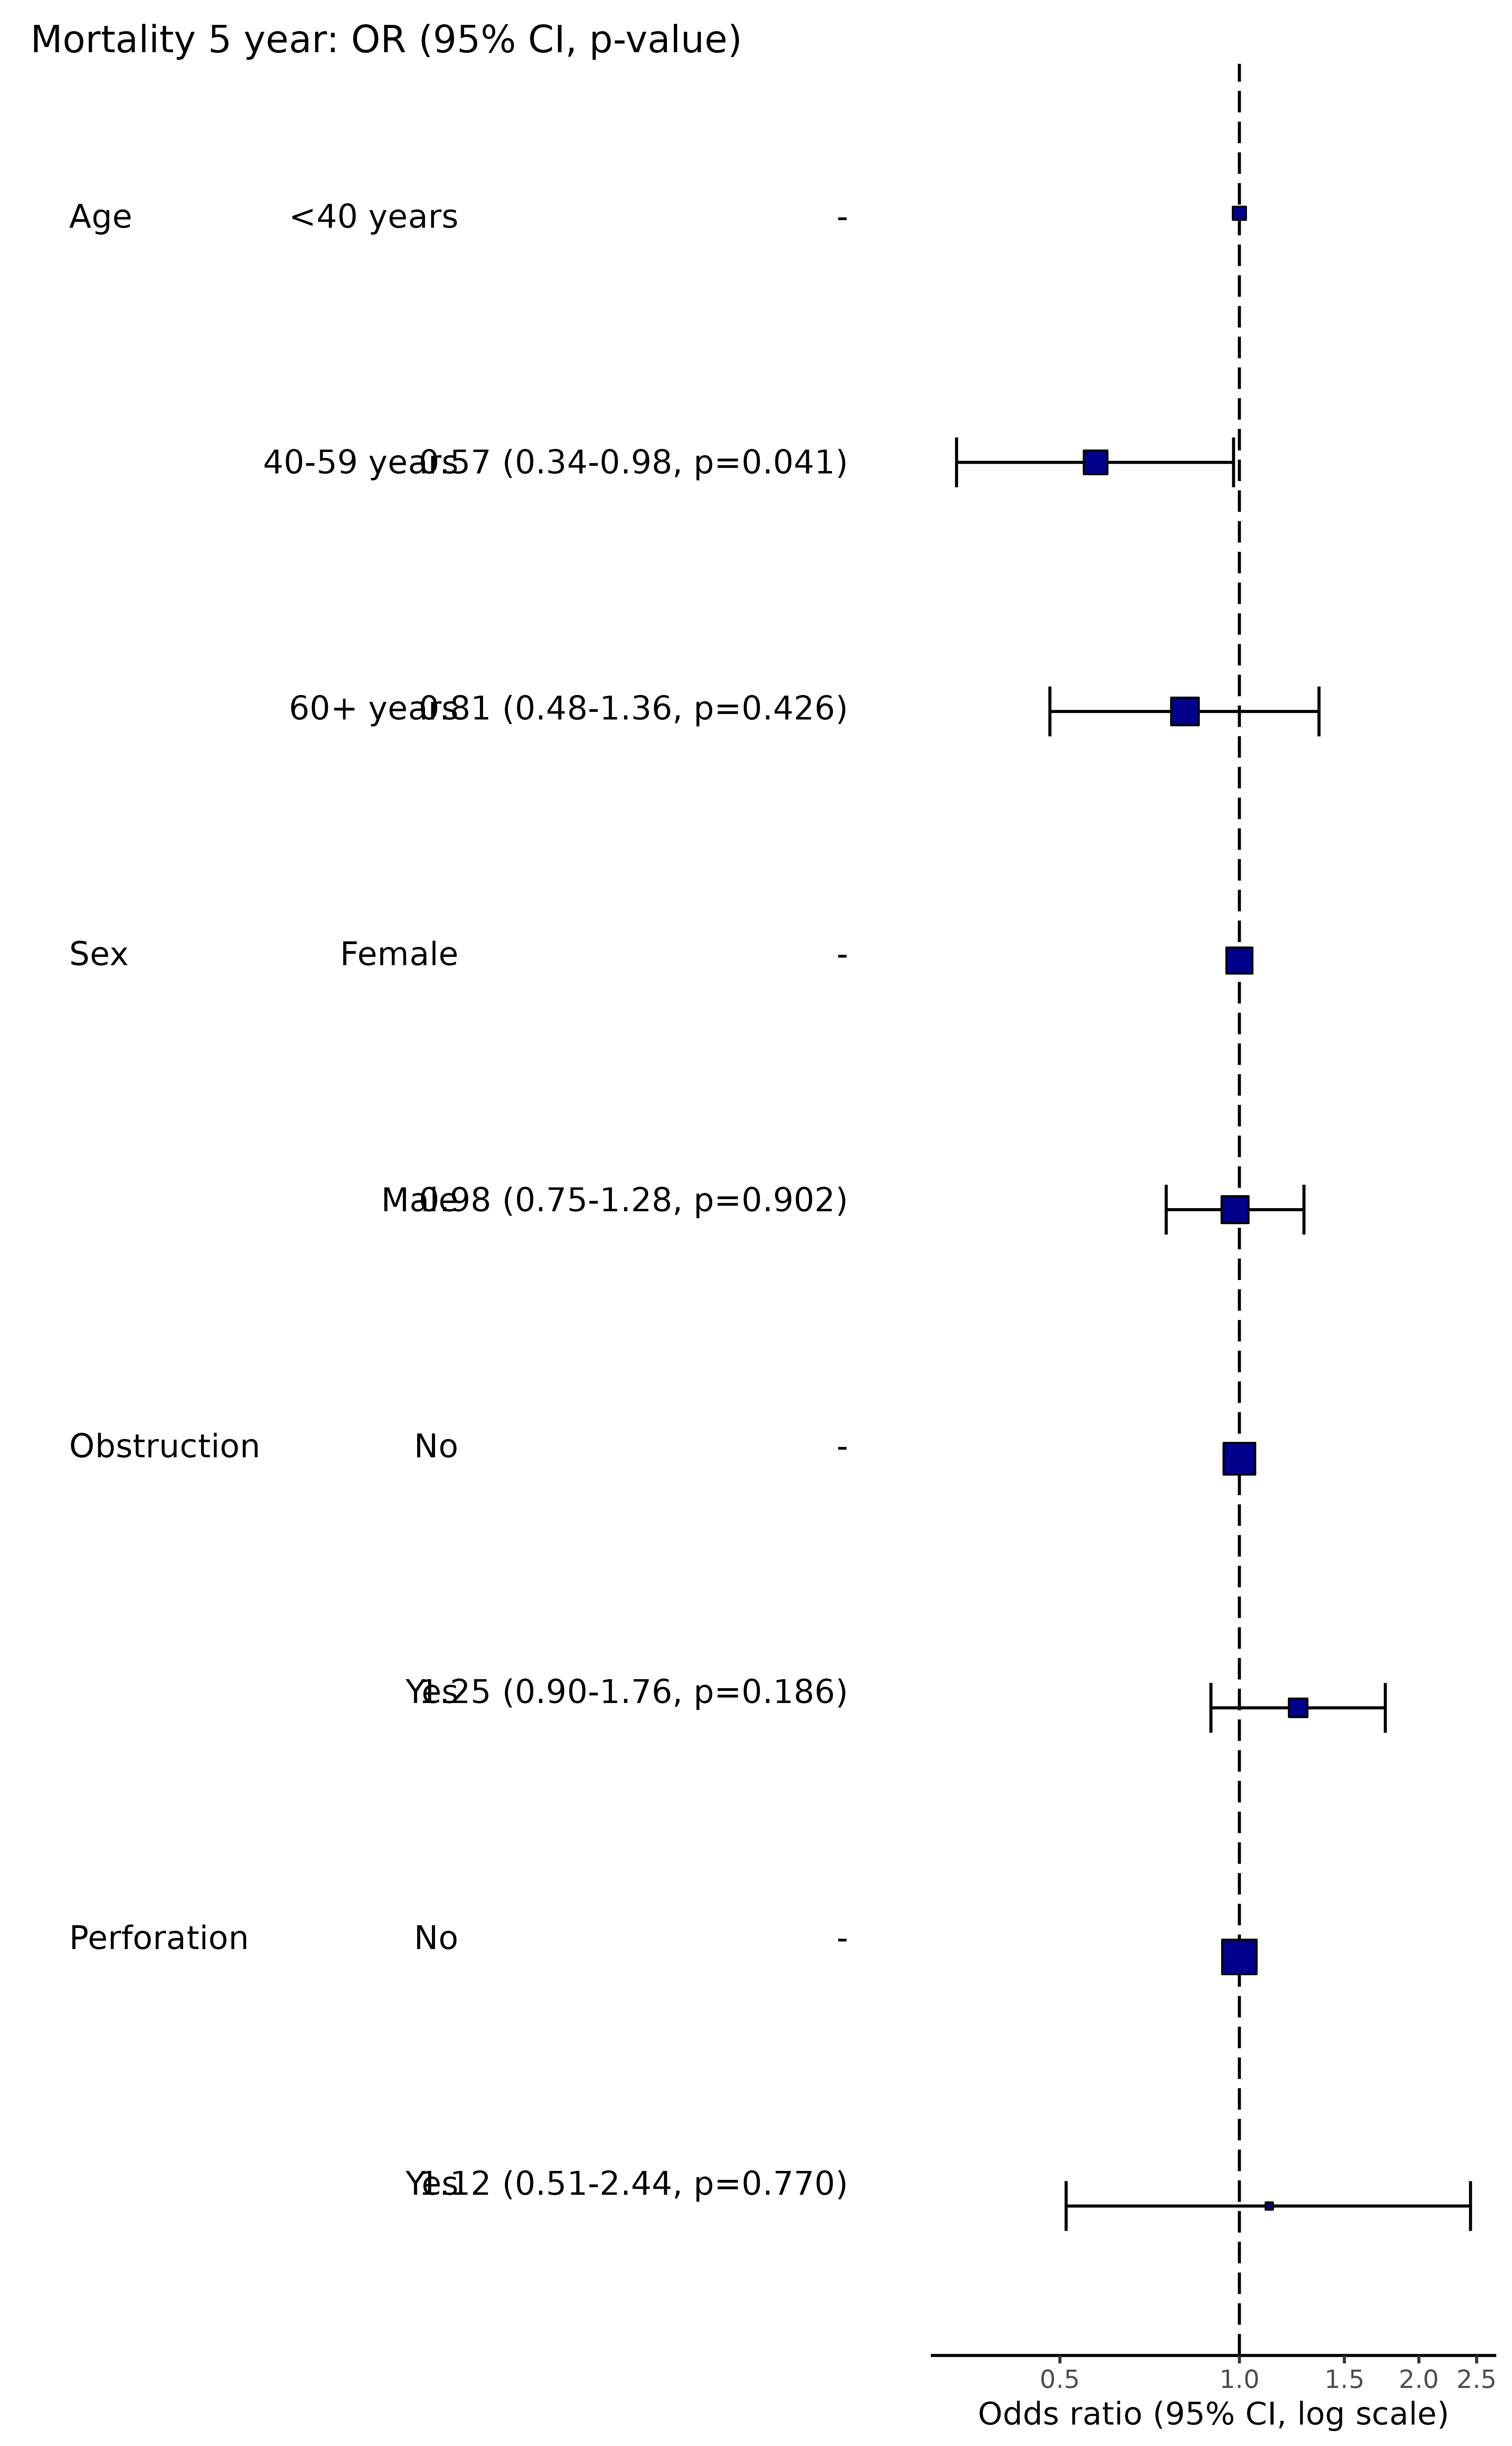 Mortality 5 year: OR (95% CI, p-value)
Age <40 years -
40-59 years 0.57 (0.34-0.98, p=0.041)
60+ years 0.81 (0.48-1.36, p=0.426)
Sex Female -
Male 0.98 (0.75-1.28, p=0.902)
Obstruction No -
Yes 1.25 (0.90-1.76, p=0.186)
Perforation No -
Yes 1.12 (0.51-2.44, p=0.770)
0.5 1.0 1.5 2.0 2.5
Odds ratio (95% CI, log scale)